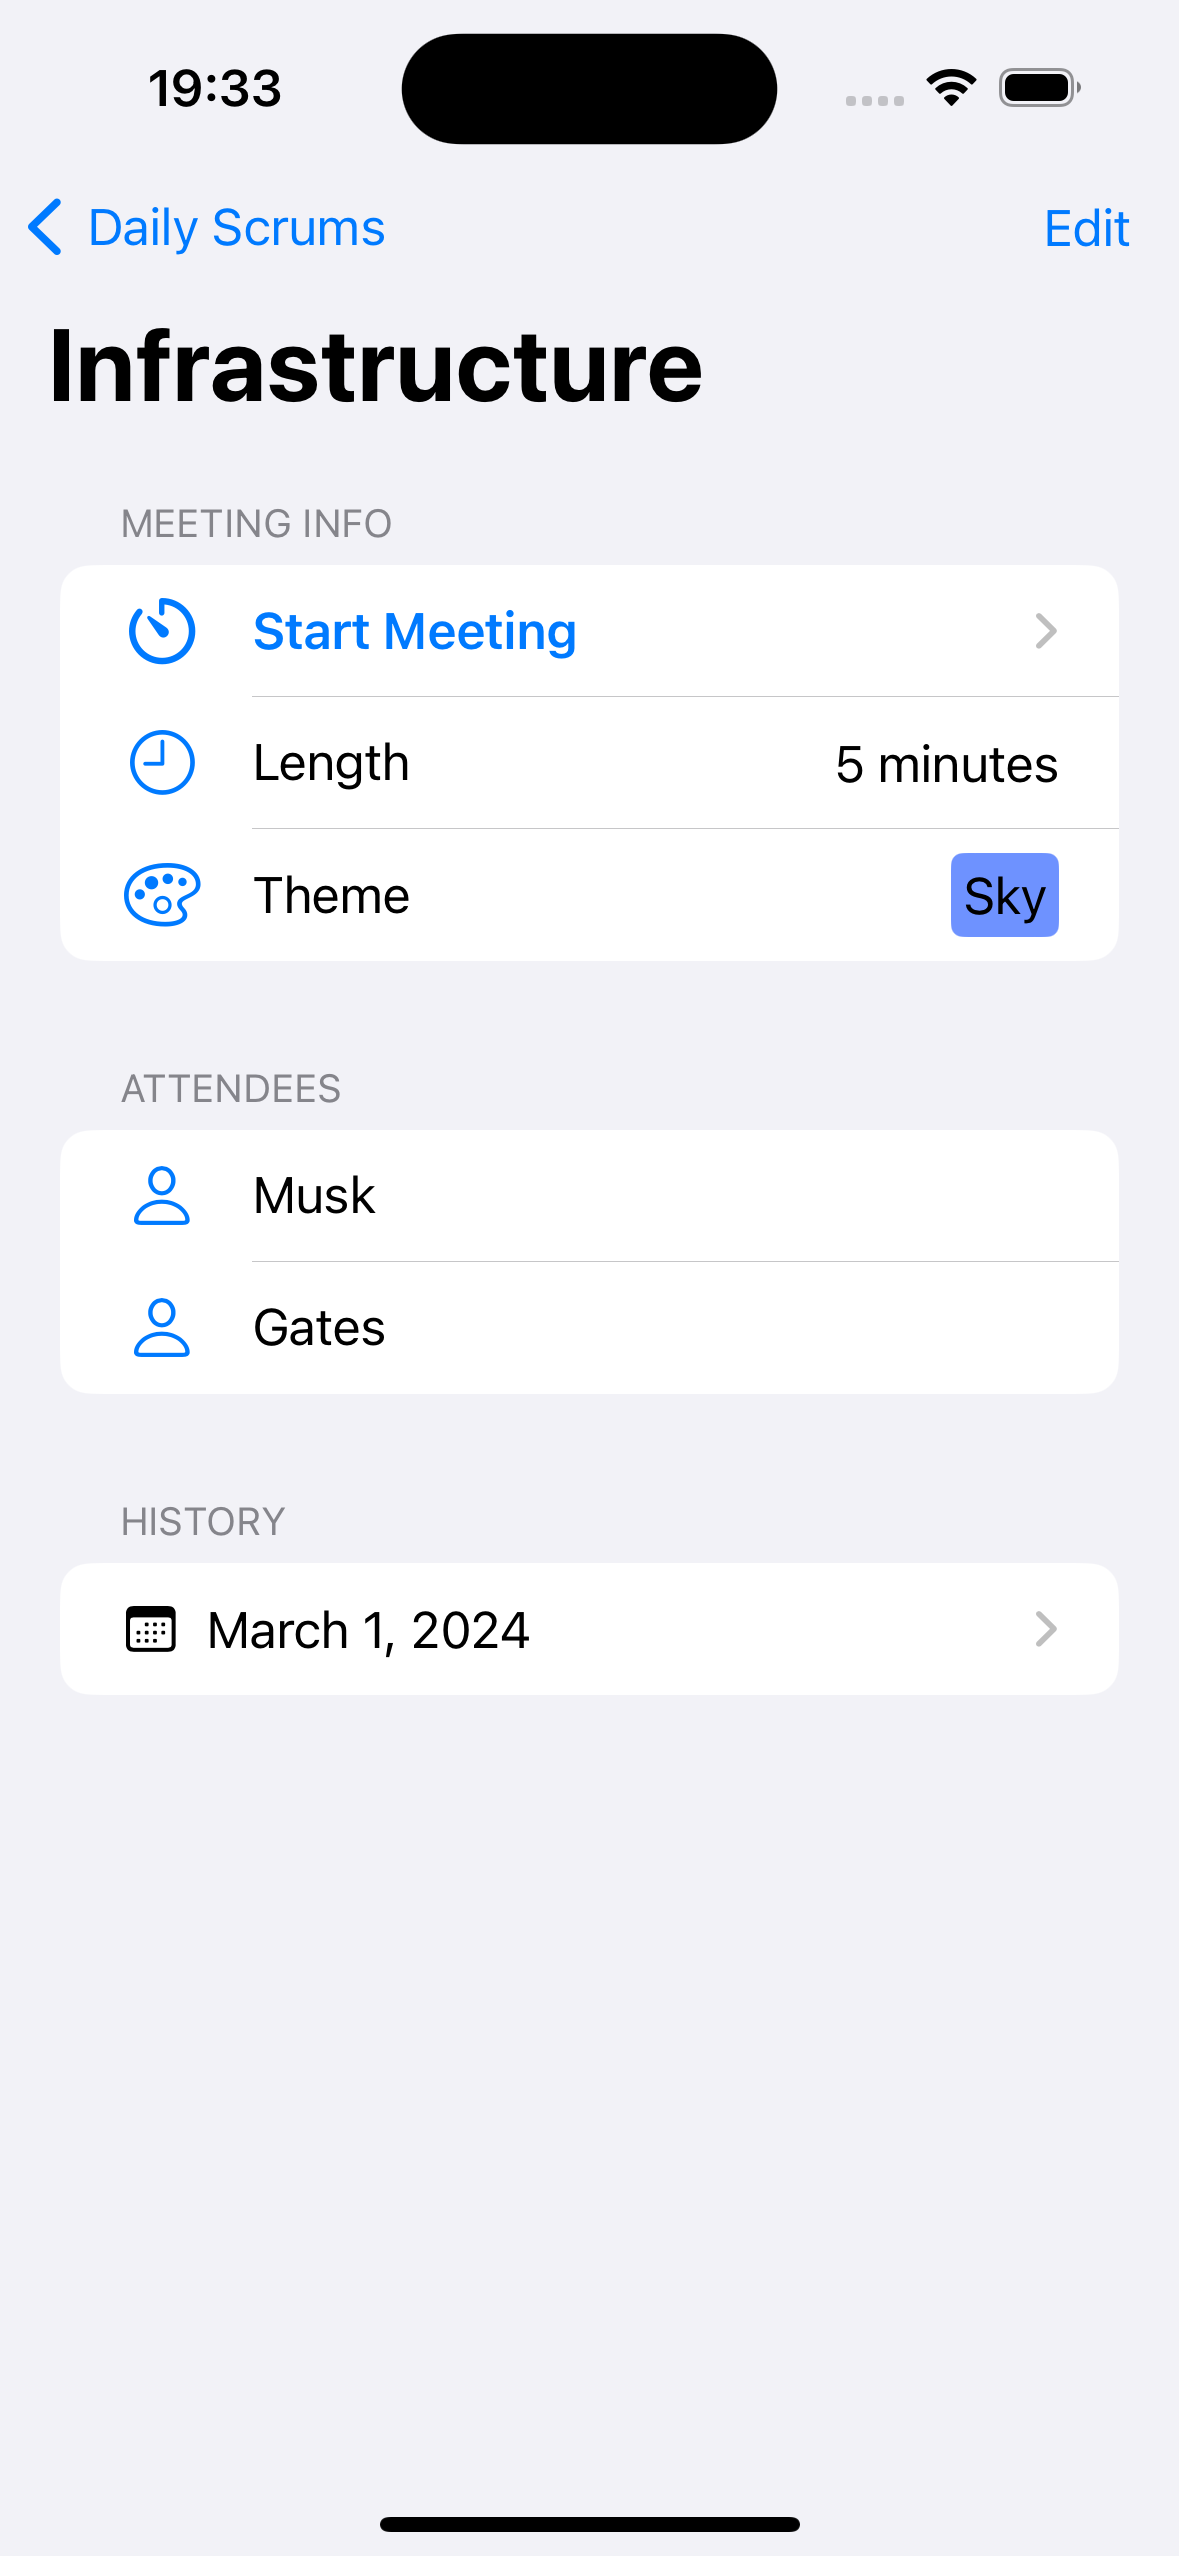 19:33
Daily Scrums
Edit
Infrastructure
MEETING INFO
Start Meeting
Length 5 minutes
Theme Sky
ATTENDEES
Musk
Gates
HISTORY
March 1, 2024